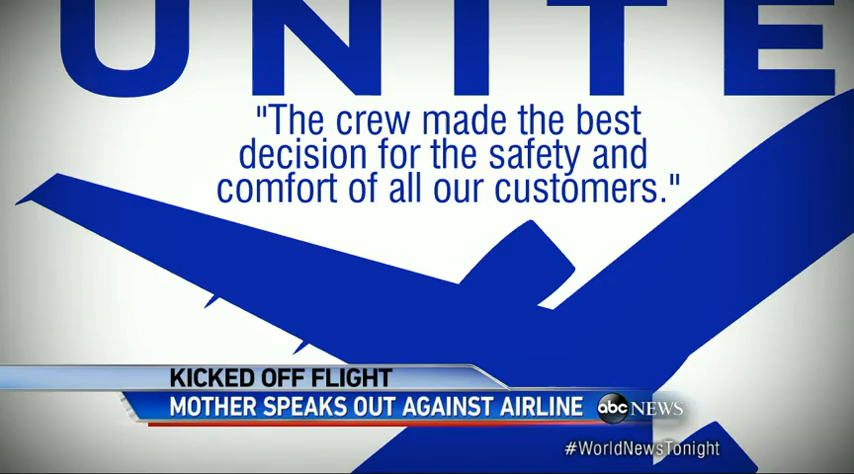 UNITE
"The crew made the best
decision for the safety and
comfort of all our customers."
KICKED OFF FLIGHT
MOTHER SPEAKS OUT AGAINST AIRLINE
abc NEWS
#WorldNewsTonight